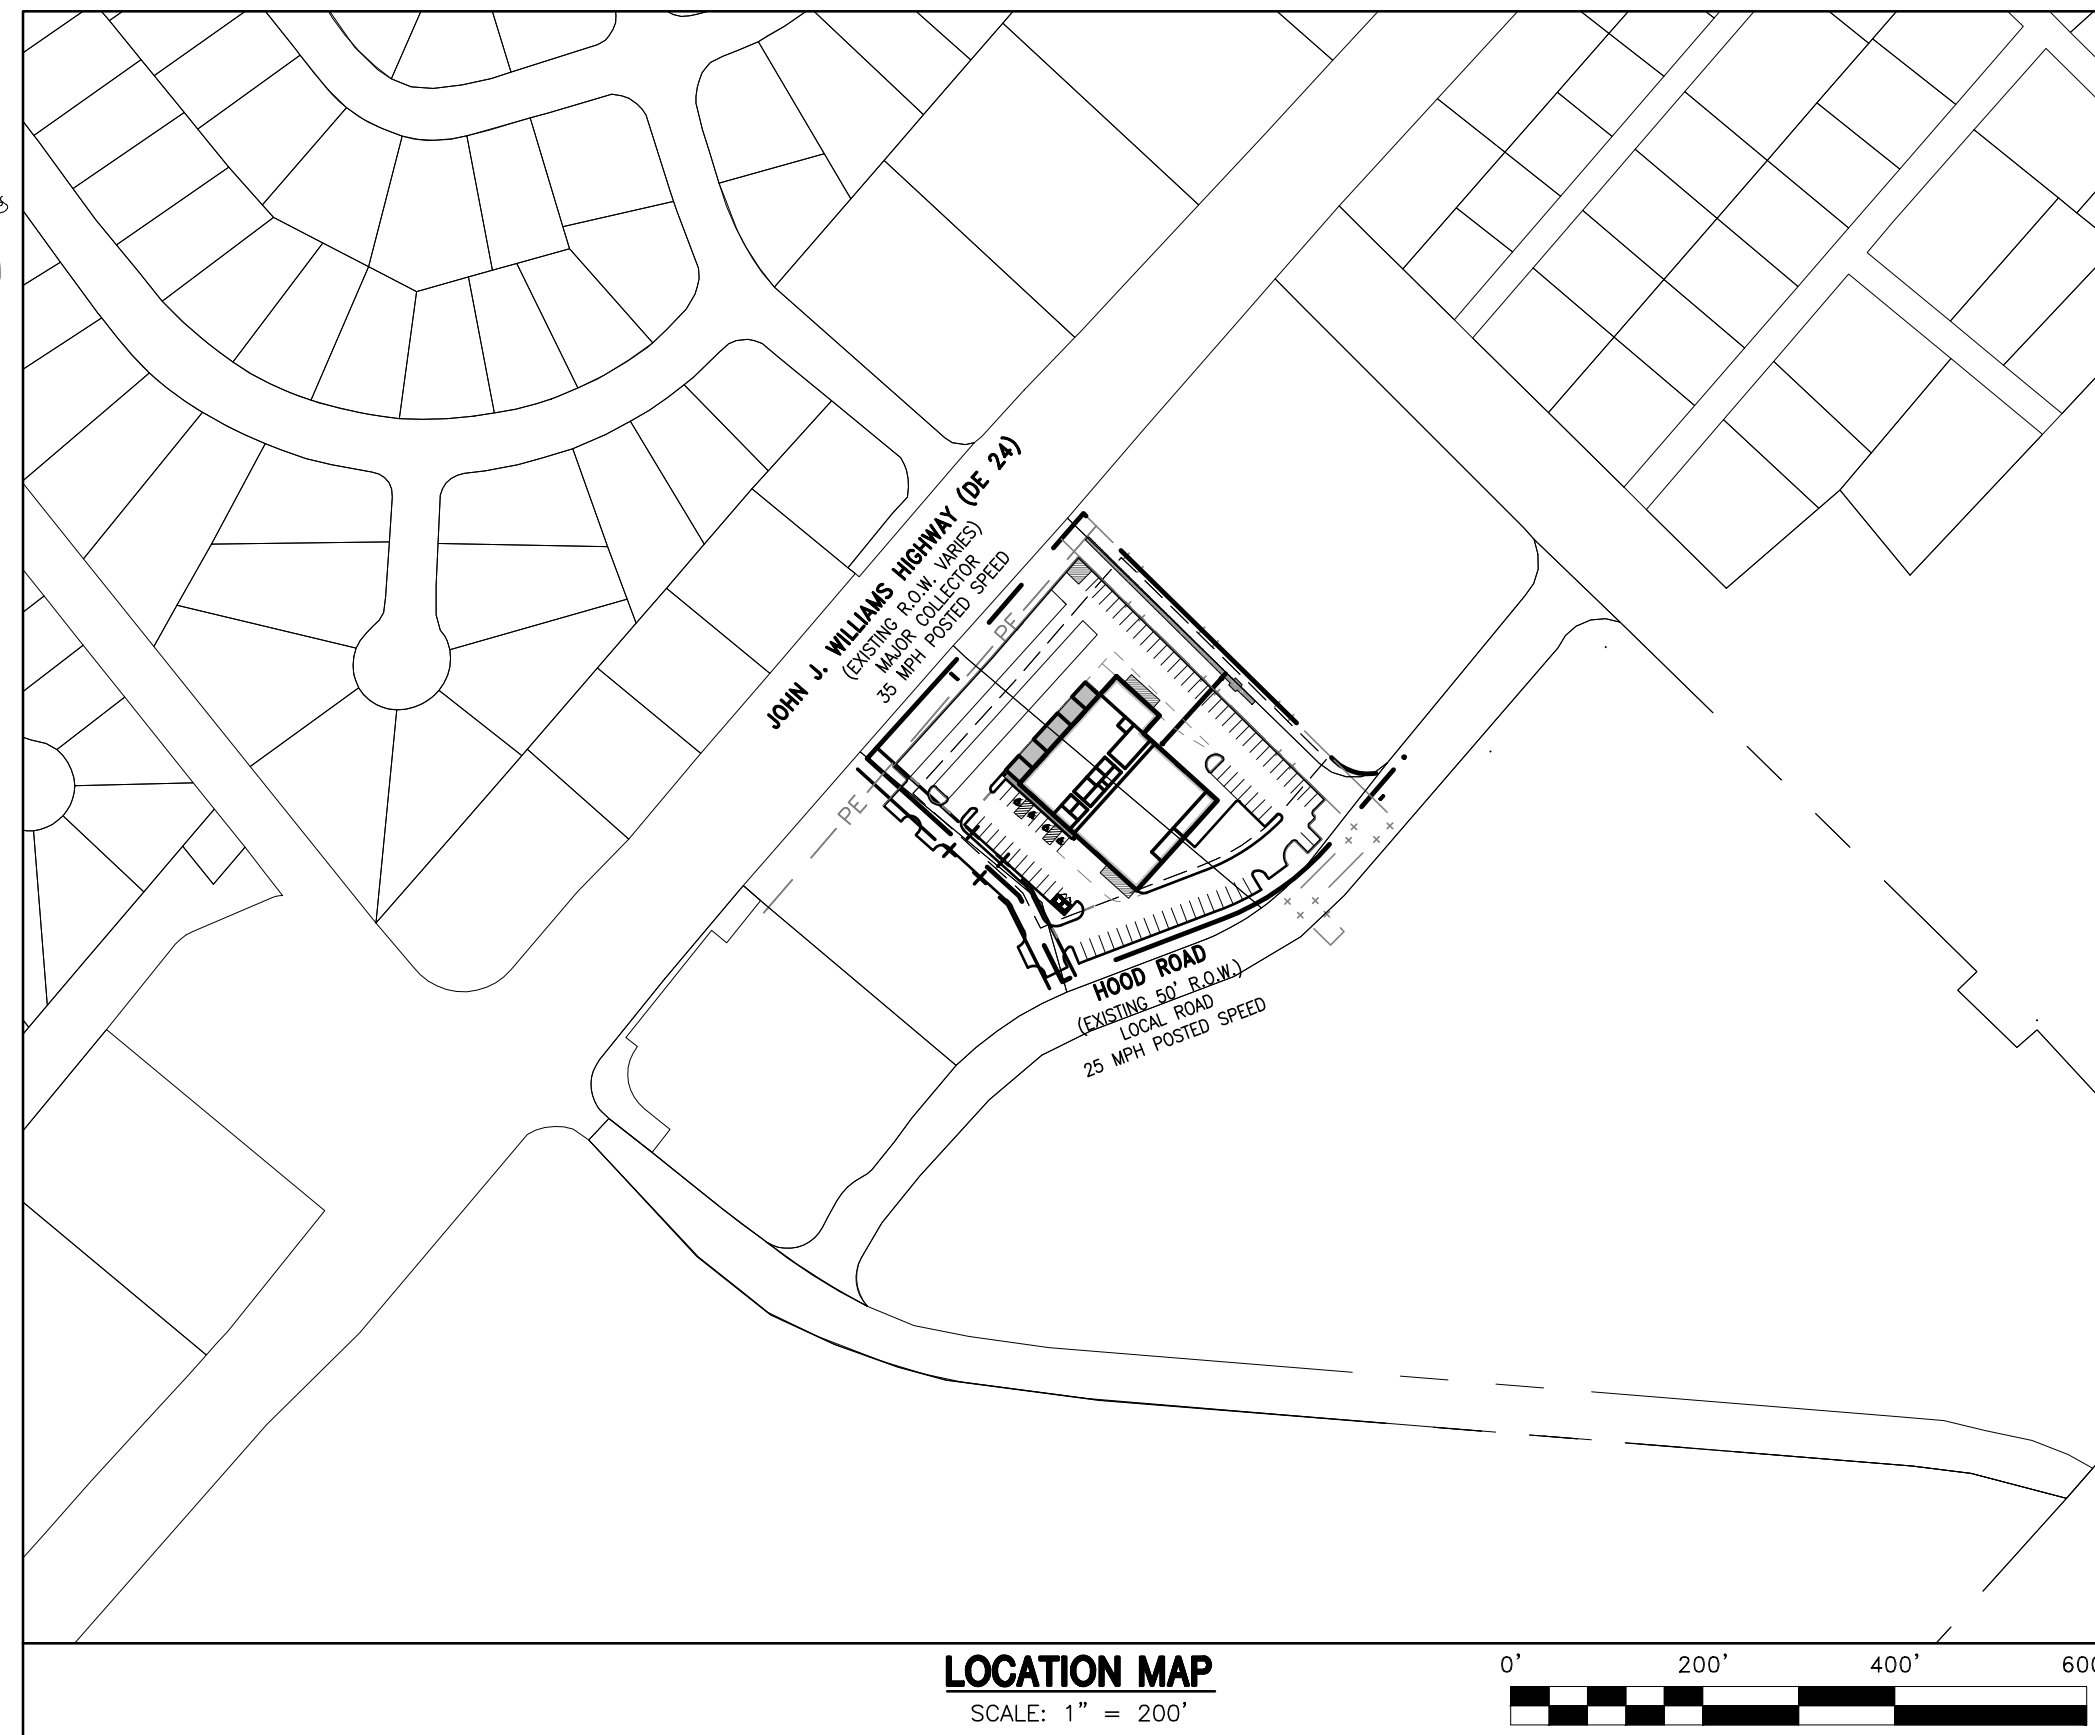 JOHN J. WILLIAMS HIGHWAY (DE 24)
(EXISTING R.O.W. VARIES)
MAJOR COLLECTOR
35 MPH POSTED SPEED
PE
PE
HOOD ROAD
(EXISTING 50' R.O.W.)
LOCAL ROAD
25 MPH POSTED SPEED
LOCATION MAP
SCALE: 1" = 200'
0' 200' 400'